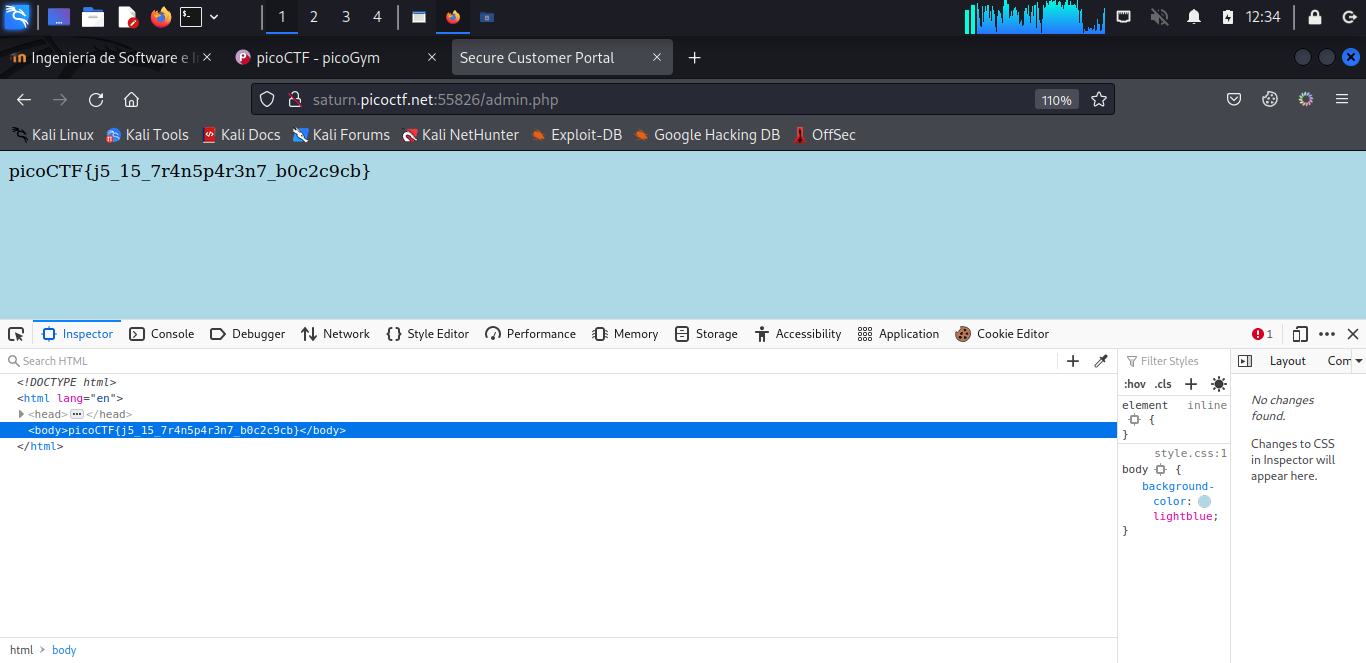 1 2 3 4 12:34
Ingeniería de Software e I picoCTF - picoGym Secure Customer Portal
saturn.picoctf.net:55826/admin.php 110%
Kali Linux Kali Tools Kali Docs Kali Forums Kali NetHunter Exploit-DB Google Hacking DB OffSec
picoCTF{j5_15_7r4n5p4r3n7_b0c2c9cb}
Inspector Console Debugger Network Style Editor Performance Memory Storage Accessibility Application Cookie Editor 1
Search HTML
<!DOCTYPE html>
<html lang="en">
<head></head>
<body>picoCTF{j5_15_7r4n5p4r3n7_b0c2c9cb}</body>
</html>
html > body
Filter Styles
:hov .cls
element inline
{
}
style.css:1
body {
background-
color:
lightblue;
}
Layout Com
No changes
found.
Changes to CSS
in Inspector will
appear here.